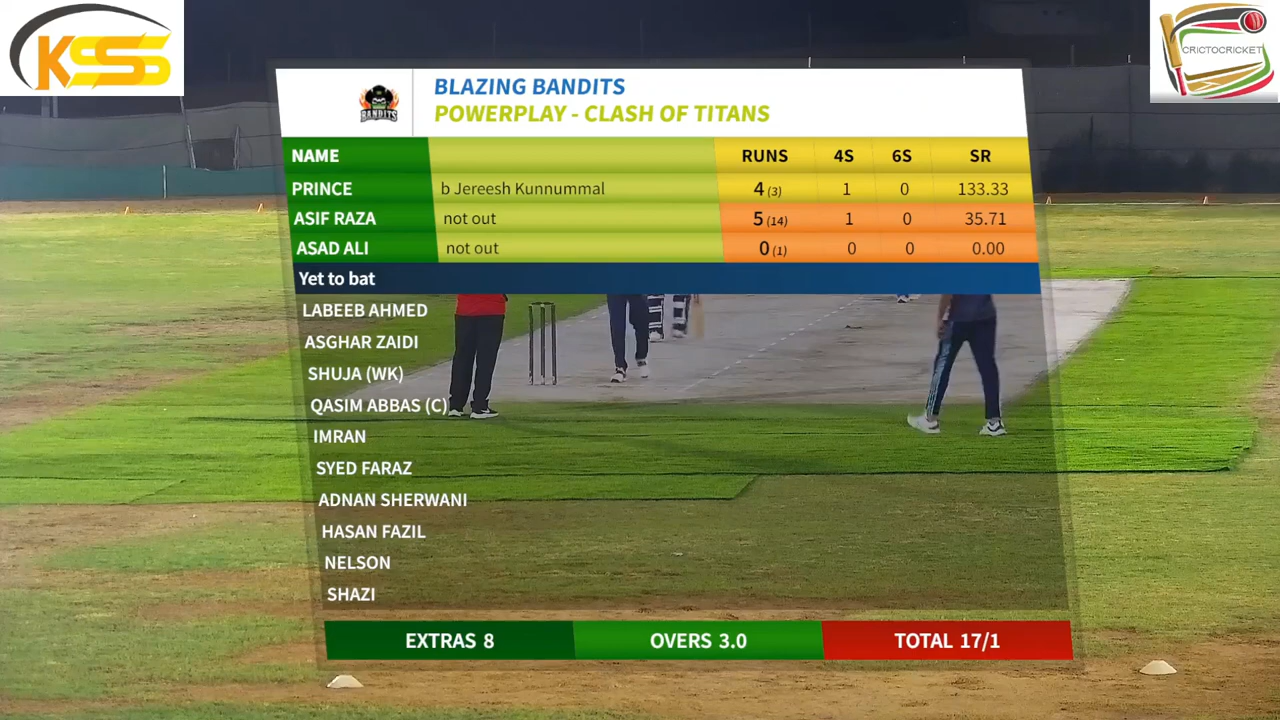 KSS
CRICTOCRICKET
BANDITS
BLAZING BANDITS
POWERPLAY - CLASH OF TITANS
NAME RUNS 4S 6S SR
PRINCE b Jereesh Kunnummal 4 (3) 1 0 133.33
ASIF RAZA not out 5 (14) 1 0 35.71
ASAD ALI not out 0 (1) 0 0 0.00
Yet to bat
LABEEB AHMED
ASGHAR ZAIDI
SHUJA (WK)
QASIM ABBAS (C)
IMRAN
SYED FARAZ
ADNAN SHERWANI
HASAN FAZIL
NELSON
SHAZI
EXTRAS 8 OVERS 3.0 TOTAL 17/1